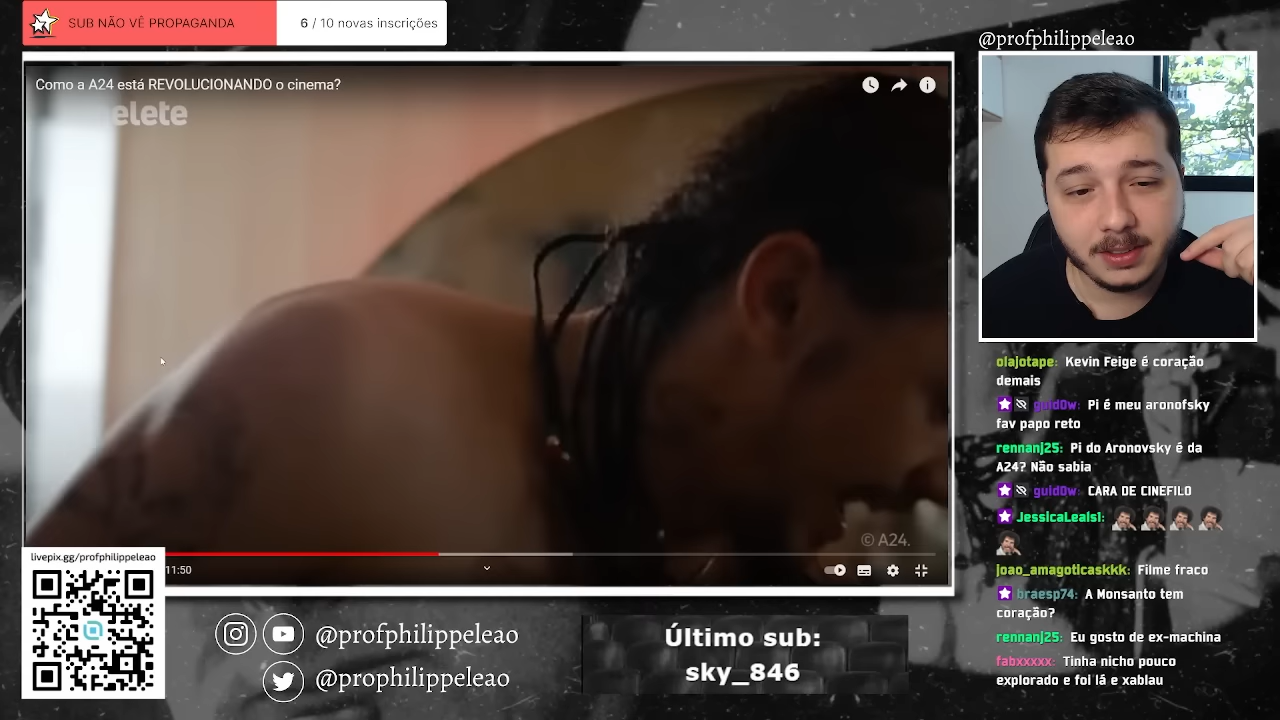 SUB NÃO VÊ PROPAGANDA
6 / 10 novas inscrições
@profphilippeleao
Como a A24 está REVOLUCIONANDO o cinema?
elete
© A24.
11:50
livepix.gg/profphilippeleao
@profphilippeleao
@prophilippeleao
Último sub:
sky_846
olajotape: Kevin Feige é coração
demais
guid0w: Pi é meu aronofsky
fav papo reto
rennanj25: Pi do Aronovsky é da
A24? Não sabia
guid0w: CARA DE CINEFILO
JessicaLeals1:
joao_amagoticaskkk: Filme fraco
braesp74: A Monsanto tem
coração?
rennanj25: Eu gosto de ex-machina
fabxxxxx: Tinha nicho pouco
explorado e foi lá e xablau